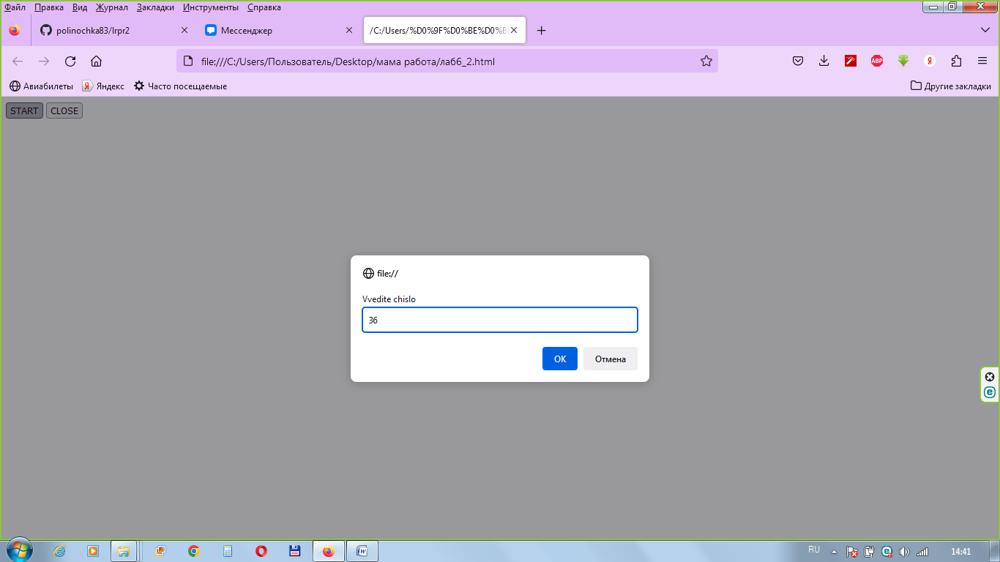 Файл Правка Вид Журнал Закладки Инструменты Справка
polinochka83/lrpr2
Мессенджер
/C:/Users/%D0%9F%D0%BE%D0%B
file:///C:/Users/Пользователь/Desktop/мама работа/лаб6_2.html
ABP
Я
Авиабилеты
Я Яндекс
Часто посещаемые
Другие закладки
START CLOSE
file://
Vvedite chislo
36
OK Отмена
e
RU
14:41